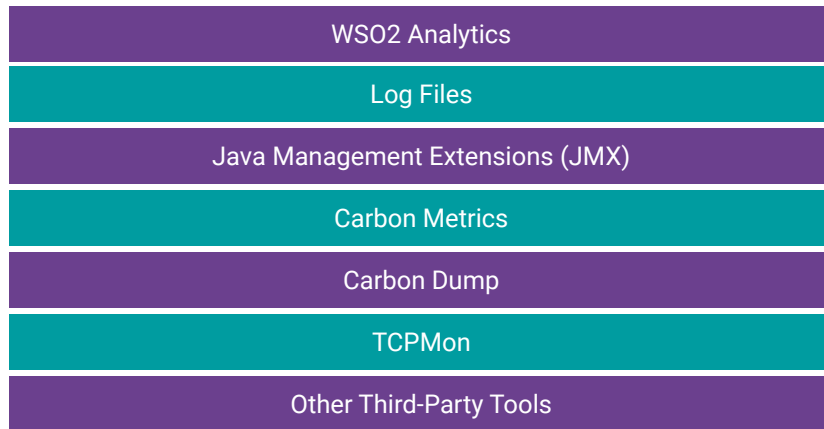 WSO2 Analytics
Log Files
Java Management Extensions (JMX)
Carbon Metrics
Carbon Dump
TCPMon
Other Third-Party Tools